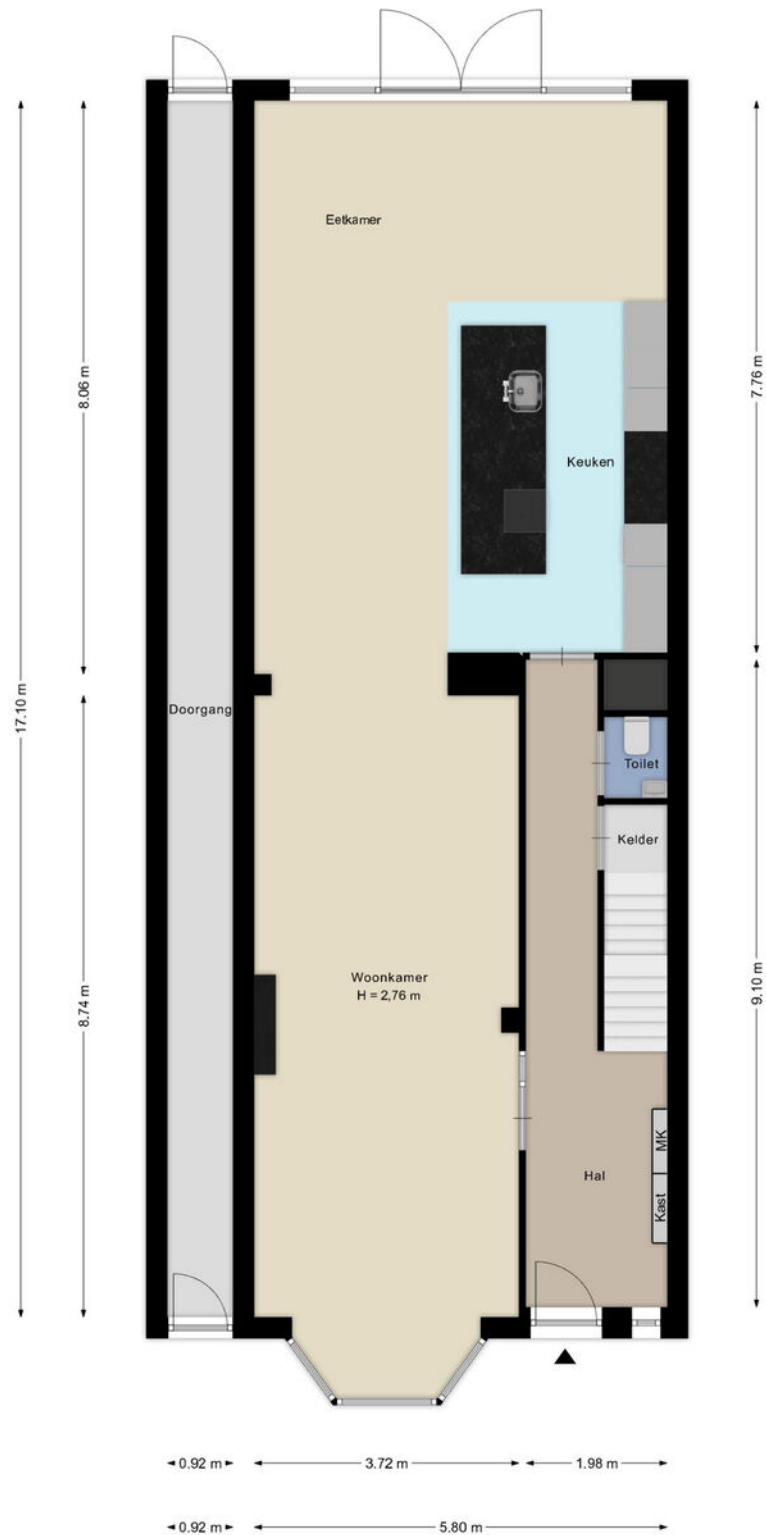 Eetkamer
8.06 m
7.76 m
Keuken
17.10 m
Doorgang
Toilet
Kelder
Woonkamer
H = 2,76 m
8.74 m
9.10 m
MK
Hal
Kast
0.92 m
3.72 m
1.98 m
0.92 m
5.80 m